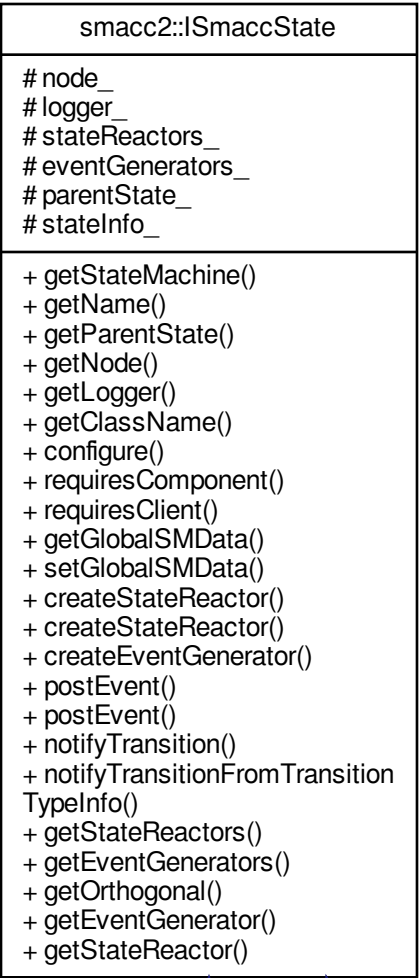 smacc2::ISmaccState
# node_
# logger_
# stateReactors_
# eventGenerators_
# parentState_
# stateInfo_
+ getStateMachine()
+ getName()
+ getParentState()
+ getNode()
+ getLogger()
+ getClassName()
+ configure()
+ requiresComponent()
+ requiresClient()
+ getGlobalSMData()
+ setGlobalSMData()
+ createStateReactor()
+ createStateReactor()
+ createEventGenerator()
+ postEvent()
+ postEvent()
+ notifyTransition()
+ notifyTransitionFromTransition
TypeInfo()
+ getStateReactors()
+ getEventGenerators()
+ getOrthogonal()
+ getEventGenerator()
+ getStateReactor()